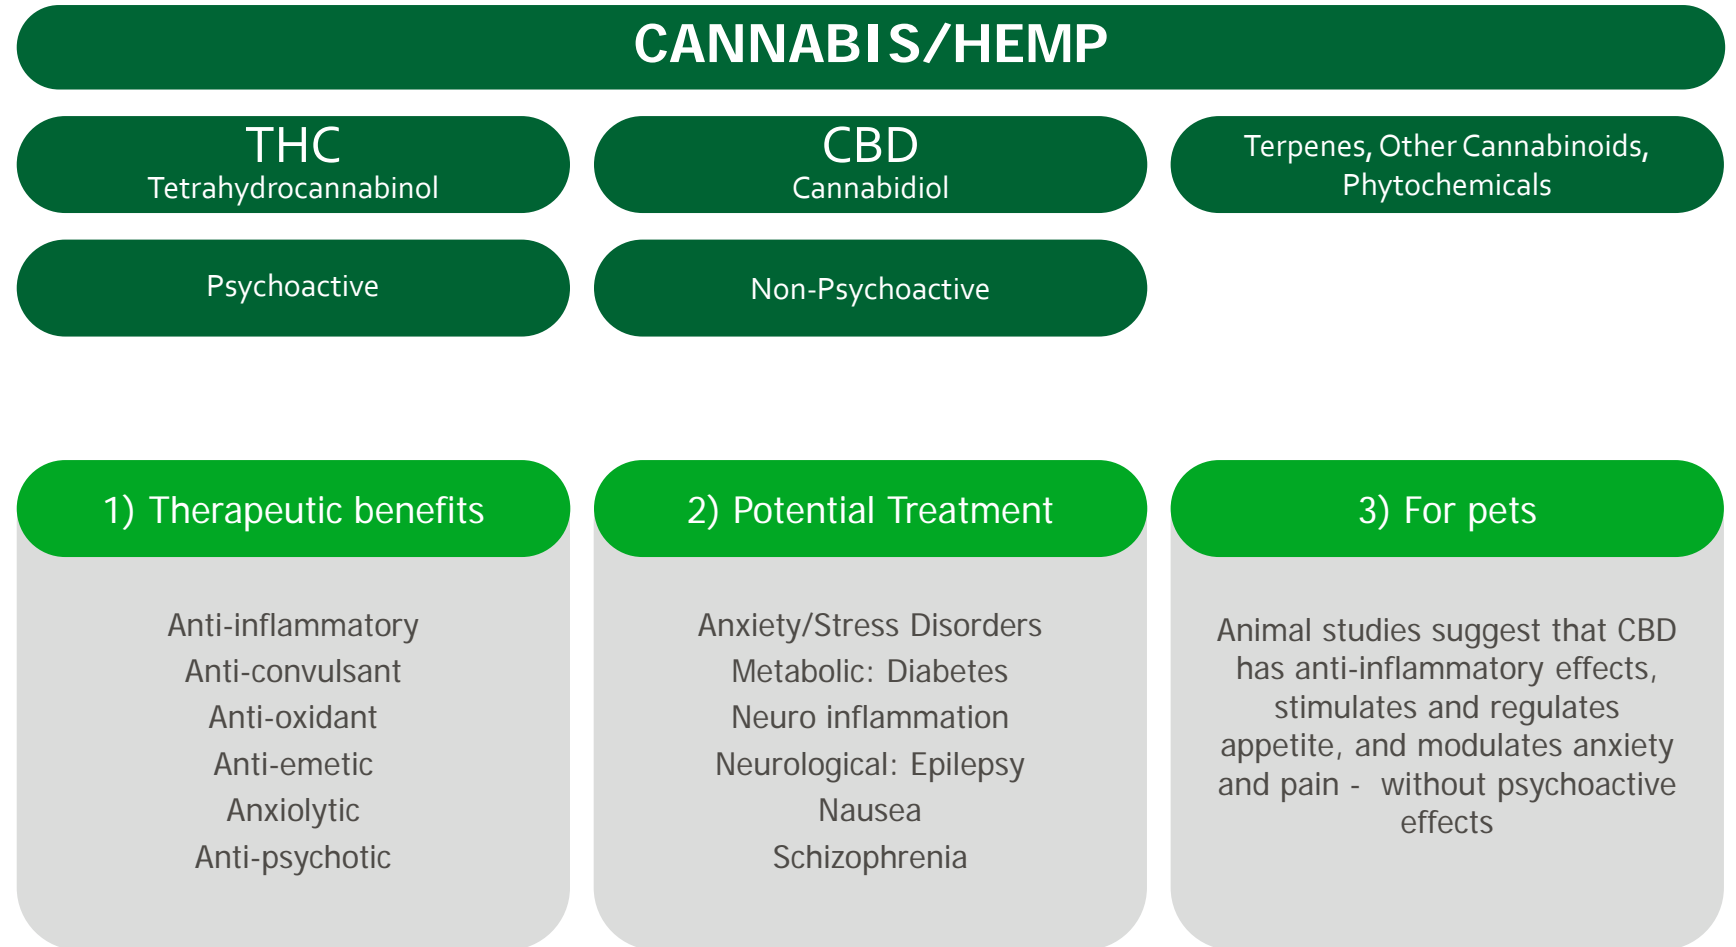 CANNABIS/HEMP
THC
Tetrahydrocannabinol
CBD
Cannabidiol
Terpenes, Other Cannabinoids,
Phytochemicals
Psychoactive
Non-Psychoactive
1) Therapeutic benefits
Anti-inflammatory
Anti-convulsant
Anti-oxidant
Anti-emetic
Anxiolytic
Anti-psychotic
2) Potential Treatment
Anxiety/Stress Disorders
Metabolic: Diabetes
Neuro inflammation
Neurological: Epilepsy
Nausea
Schizophrenia
3) For pets
Animal studies suggest that CBD
has anti-inflammatory effects,
stimulates and regulates
appetite, and modulates anxiety
and pain - without psychoactive
effects